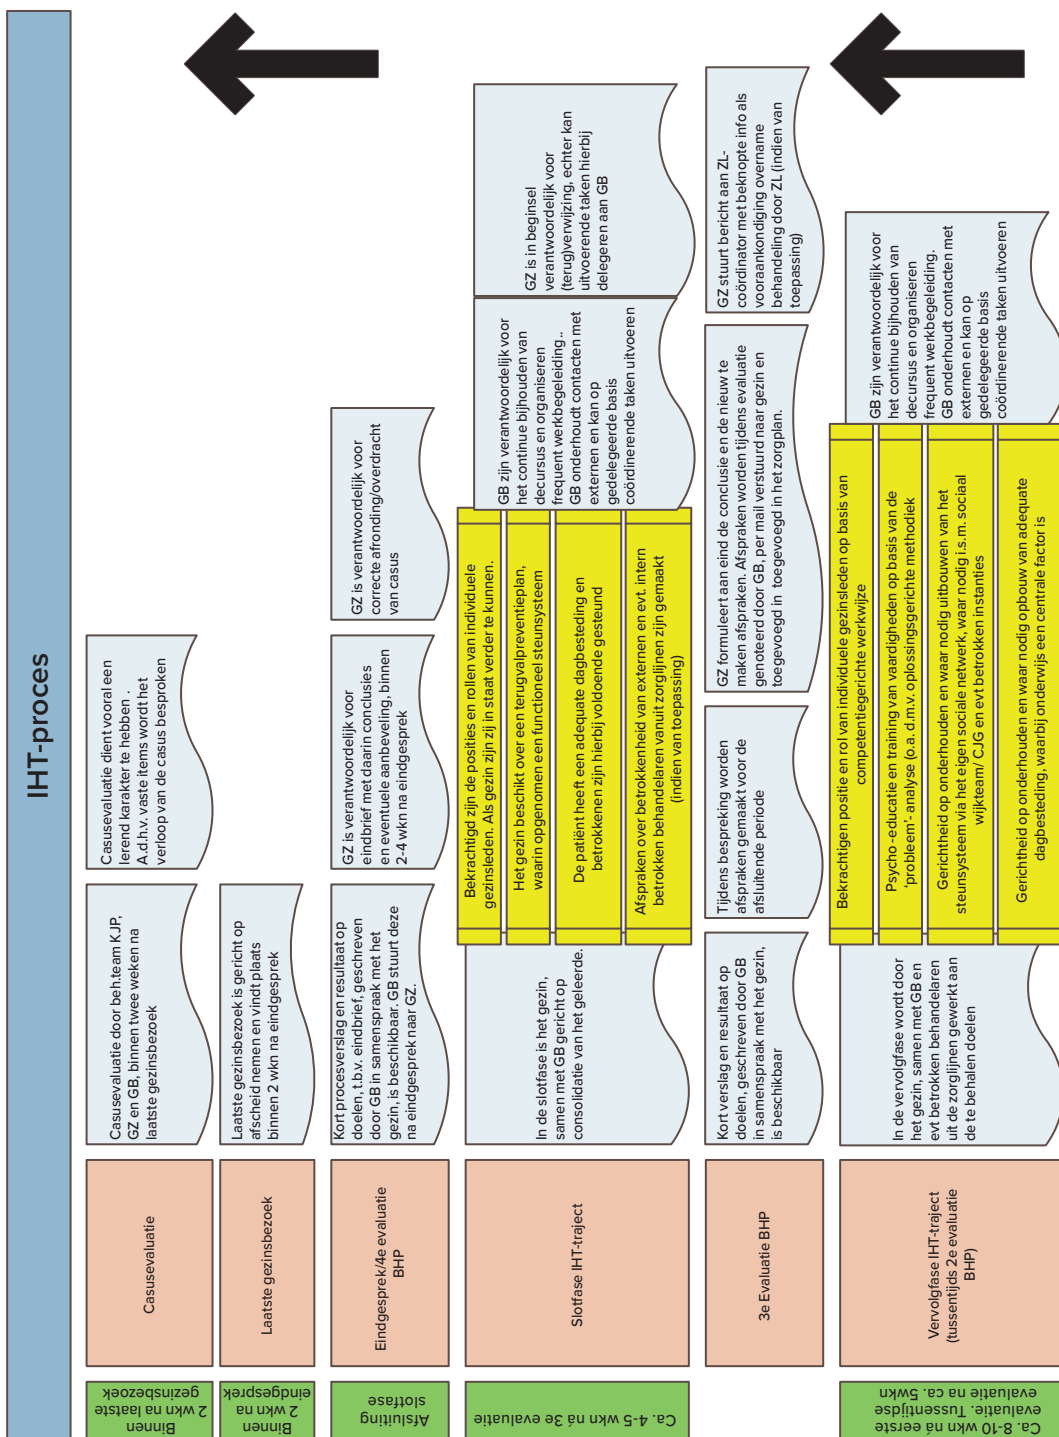 IHT-proces
Binnen
2 wkn na laatste
gezinsbezoek
Casusevaluatie
Casusevaluatie door beh.team KJP,
GZ en GB, binnen twee weken na
laatste gezinsbezoek
Casusevaluatie dient vooral een
lerend karakter te hebben .
A.d.h.v. vaste items wordt het
verloop van de casus besproken
Binnen
2 wkn na
eindgesprek
Laatste gezinsbezoek
Laatste gezinsbezoek is gericht op
afscheid nemen en vindt plaats
binnen 2 wkn na eindgesprek
Afsluiting
slotfase
Eindgesprek/4e evaluatie
BHP
Kort procesverslag en resultaat op
doelen, t.b.v. eindbrief, geschreven
door GB in samenspraak met het
gezin, is beschikbaar. GB stuurt deze
na eindgesprek naar GZ.
GZ is verantwoordelijk voor
eindbrief met daarin conclusies
en eventuele aanbeveling, binnen
2-4 wkn na eindgesprek
GZ is verantwoordelijk voor
correcte afronding/overdracht
van casus
Ca. 4-5 wkn ná 3e evaluatie
Slotfase IHT-traject
In de slotfase is het gezin,
samen met GB gericht op
consolidatie van het geleerde.
Bekrachtigd zijn de posities en rollen van individuele
gezinsleden. Als gezin zijn zij in staat verder te kunnen.
Het gezin beschikt over een terugvalpreventieplan,
waarin opgenomen een functioneel steunsysteem
De patiënt heeft een adequate dagbesteding en
betrokkenen zijn hierbij voldoende gesteund
Afspraken over betrokkenheid van externen en evt. intern
betrokken behandelaren vanuit zorglijnen zijn gemaakt
(indien van toepassing)
GB zijn verantwoordelijk voor
het continue bijhouden van
decursus en organiseren
frequent werkbegeleiding..
GB onderhoudt contacten met
externen en kan op
gedelegeerde basis
coördinerende taken uitvoeren
GZ is in beginsel
verantwoordelijk voor
(terug)verwijzing, echter kan
uitvoerende taken hierbij
delegeren aan GB
3e Evaluatie BHP
Kort verslag en resultaat op
doelen, geschreven door GB
in samenspraak met het gezin,
is beschikbaar
Tijdens bespreking worden
afspraken gemaakt voor de
afsluitende periode
GZ formuleert aan eind de conclusie en de nieuw te
maken afspraken. Afspraken worden tijdens evaluatie
genoteerd door GB, per mail verstuurd naar gezin en
toegevoegd in toegevoegd in het zorgplan.
GZ stuurt bericht aan ZL-
coördinator met beknopte info als
vooraankondiging overname
behandeling door ZL (indien van
toepassing)
Ca. 8-10 wkn ná eerste
evaluatie. Tussentijdse
evaluatie na ca. 5wkn
Vervolgfase IHT-traject
(tussentijds 2e evaluatie
BHP)
In de vervolgfase wordt door
het gezin, samen met GB en
evt betrokken behandelaren
uit de zorglijnen gewerkt aan
de te behalen doelen
Bekrachtigen positie en rol van individuele gezinsleden op basis van
competentiegerichte werkwijze
Psycho -educatie en training van vaardigheden op basis van de
'probleem'- analyse (o.a. d.m.v. oplossingsgerichte methodiek
Gerichtheid op onderhouden en waar nodig uitbouwen van het
steunsysteem via het eigen sociale netwerk, waar nodig i.s.m. sociaal
wijkteam/ CJG en evt betrokken instanties
Gerichtheid op onderhouden en waar nodig opbouw van adequate
dagbesteding, waarbij onderwijs een centrale factor is
GB zijn verantwoordelijk voor
het continue bijhouden van
decursus en organiseren
frequent werkbegeleiding.
GB onderhoudt contacten met
externen en kan op
gedelegeerde basis
coördinerende taken uitvoeren